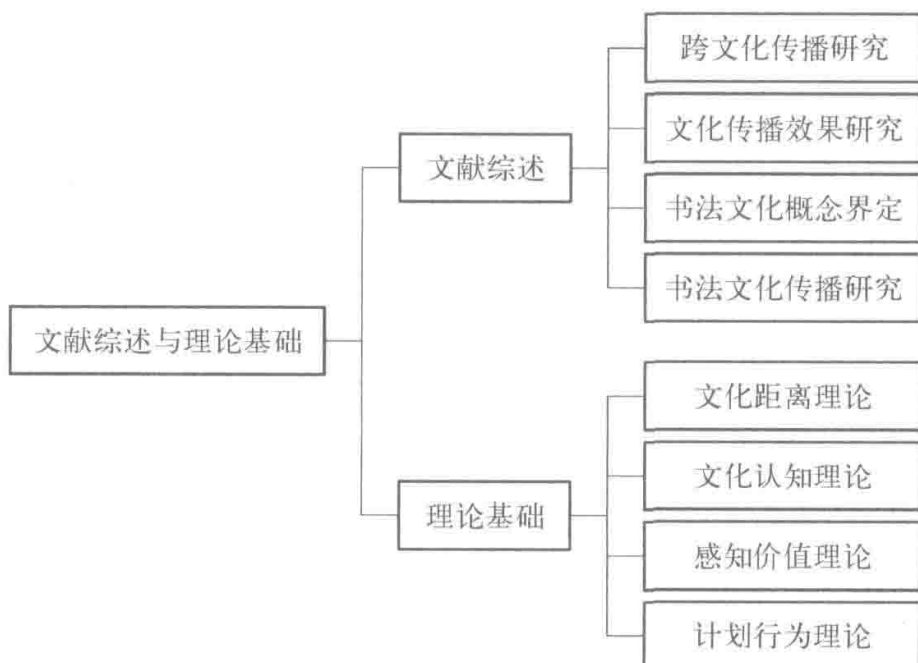 文献综述与理论基础
文献综述
跨文化传播研究
文化传播效果研究
书法文化概念界定
书法文化传播研究
理论基础
文化距离理论
文化认知理论
感知价值理论
计划行为理论